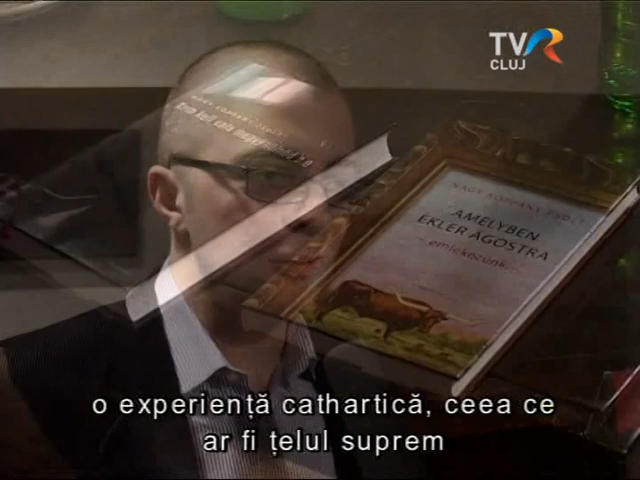 TVR
CLUJ
NAGY KOPPÁNY ZSOLT
AMELYBEN
EKLER ÁGOSTRA
emlékezünk
o experiență cathartică, ceea ce
ar fi țelul suprem